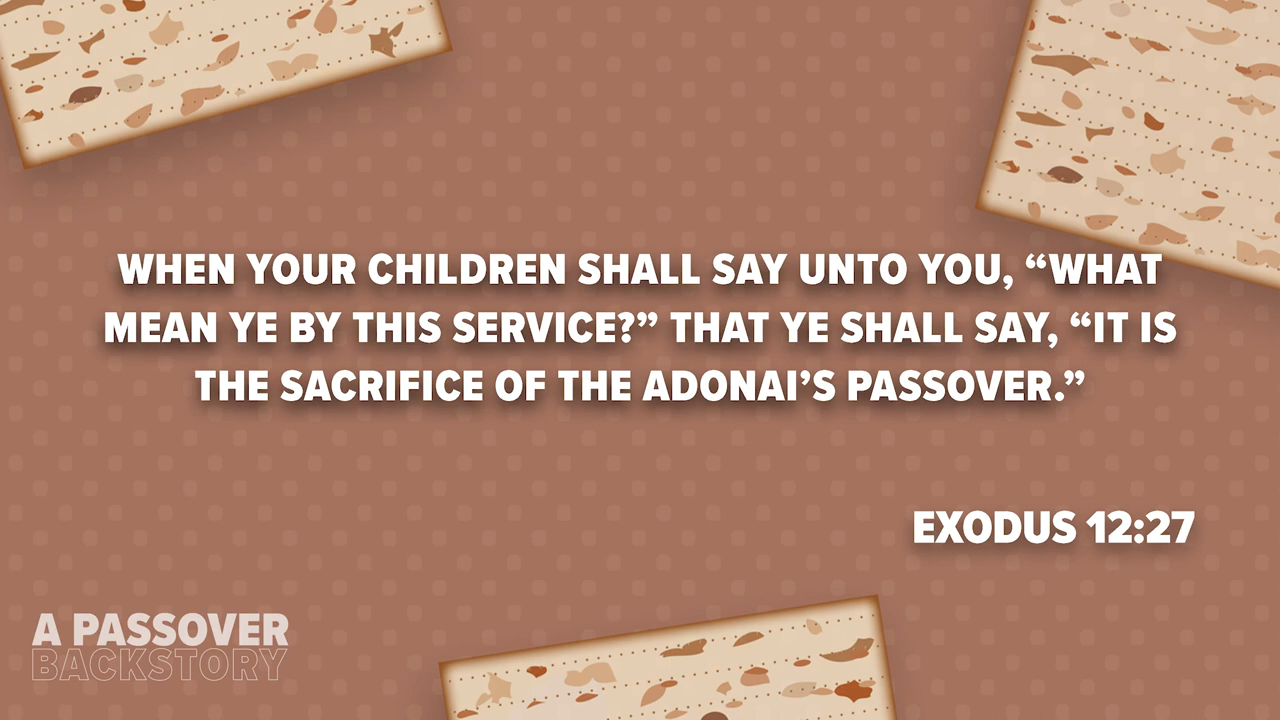 WHEN YOUR CHILDREN SHALL SAY UNTO YOU, “WHAT
MEAN YE BY THIS SERVICE?” THAT YE SHALL SAY, “IT IS
THE SACRIFICE OF THE ADONAI’S PASSOVER.”
EXODUS 12:27
A PASSOVER
BACKSTORY